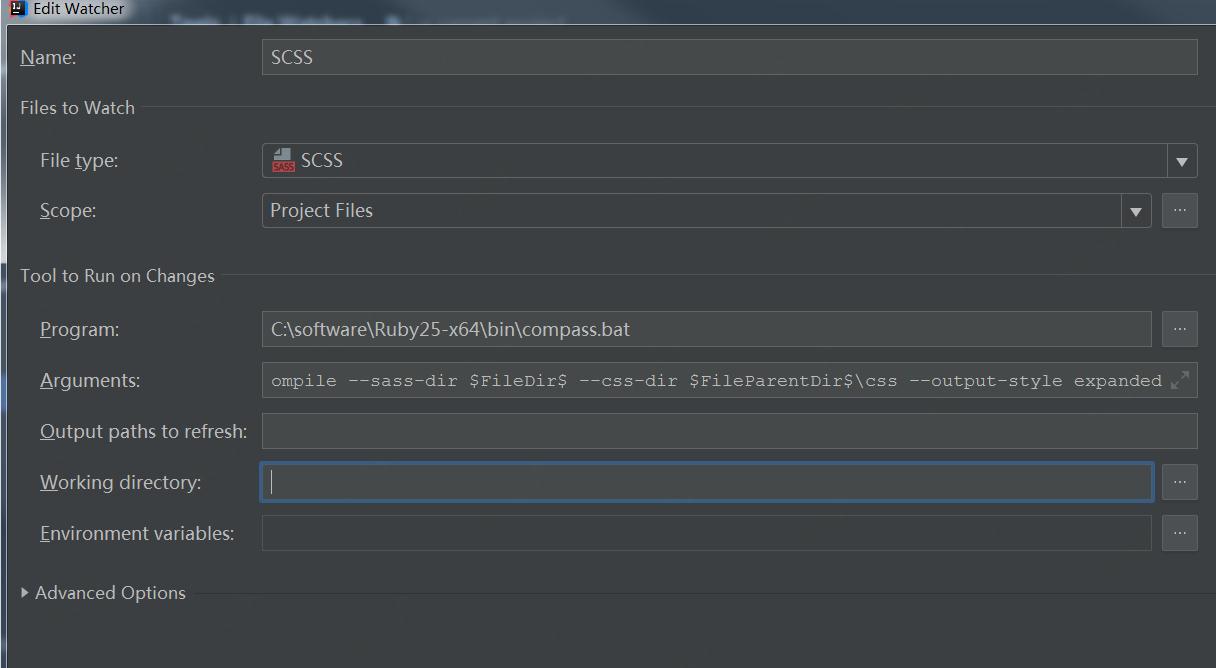 Edit Watcher
Name: SCSS
Files to Watch
File type: SASS SCSS
Scope: Project Files ...
Tool to Run on Changes
Program: C:\software\Ruby25-x64\bin\compass.bat ...
Arguments: ompile --sass-dir $FileDir$ --css-dir $FileParentDir$\css --output-style expanded
Output paths to refresh:
Working directory: ...
Environment variables: ...
Advanced Options